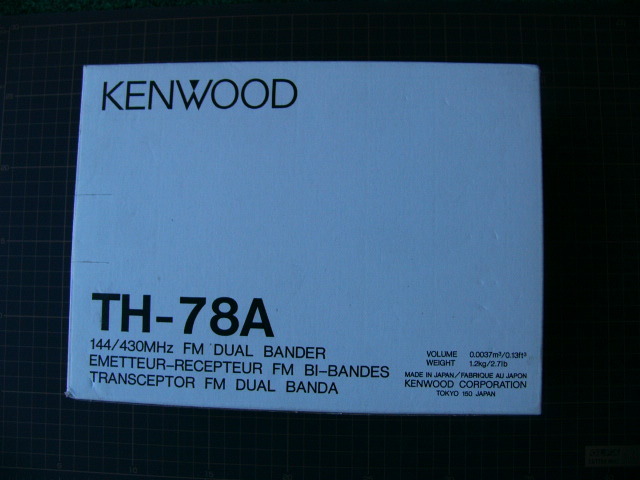 KENWOOD
TH-78A
144/430MHz FM DUAL BANDER
EMETTEUR-RECEPTEUR FM BI-BANDES
TRANSCEPTOR FM DUAL BANDA
VOLUME 0.0037m³/0.13ft³
WEIGHT 1.2kg/2.7lb
MADE IN JAPAN/FABRIQUE AU JAPON
KENWOOD CORPORATION
TOKYO 150 JAPAN